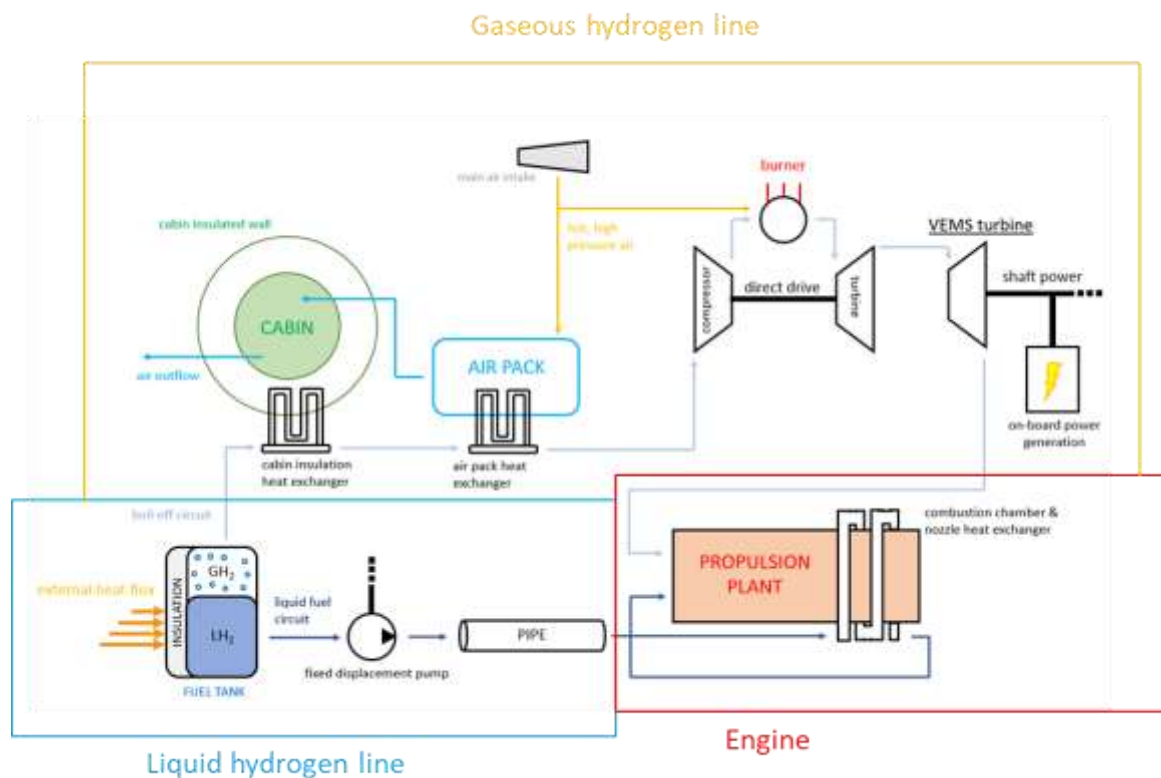 Gaseous hydrogen line
main air intake
burner
cabin insulated wall
hot, high
pressure air
VEMS turbine
compressor
direct drive
turbine
shaft power
CABIN
AIR PACK
air outflow
on-board power
generation
cabin insulation
heat exchanger
air pack heat
exchanger
boil off circuit
combustion chamber &
nozzle heat exchanger
GH2
PROPULSION
PLANT
external heat flux
INSULATION
liquid fuel
circuit
LH2
PIPE
fixed displacement pump
FUEL TANK
Engine
Liquid hydrogen line